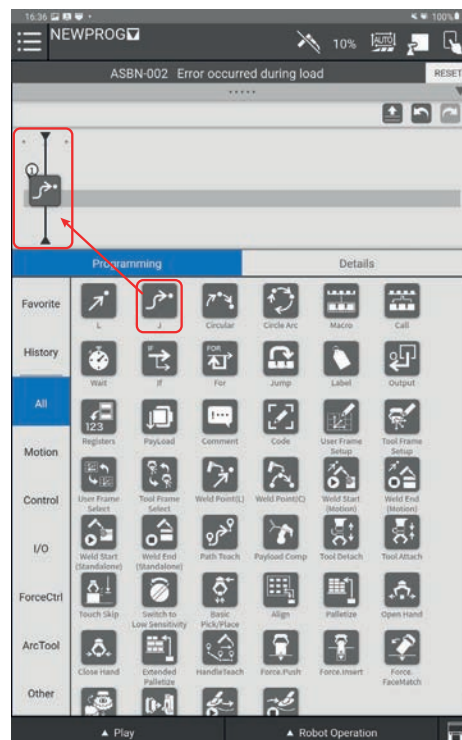 16:36 100%
NEWPROG
10% AUTO
ASBN-002 Error occurred during load RESET
1
Programming Details
Favorite
L J Circular Circle Arc Macro Call
History
IF FOR
Wait If For Jump Label Output
All
123
Registers PayLoad Comment Code User Frame Setup Tool Frame Setup
Motion
User Frame Select Tool Frame Select Weld Point(L) Weld Point(C) Weld Start (Motion) Weld End (Motion)
Control
I/O
Weld Start (Standalone) Weld End (Standalone) Path Teach Payload Comp Tool Detach Tool Attach
ForceCtrl
Touch Skip Switch to Low Sensitivity Basic Pick/Place Align Palletize Open Hand
ArcTool
Close Hand Extended Palletize HandleTeach Force.Push Force.Insert Force. FaceMatch
Other
Play Robot Operation